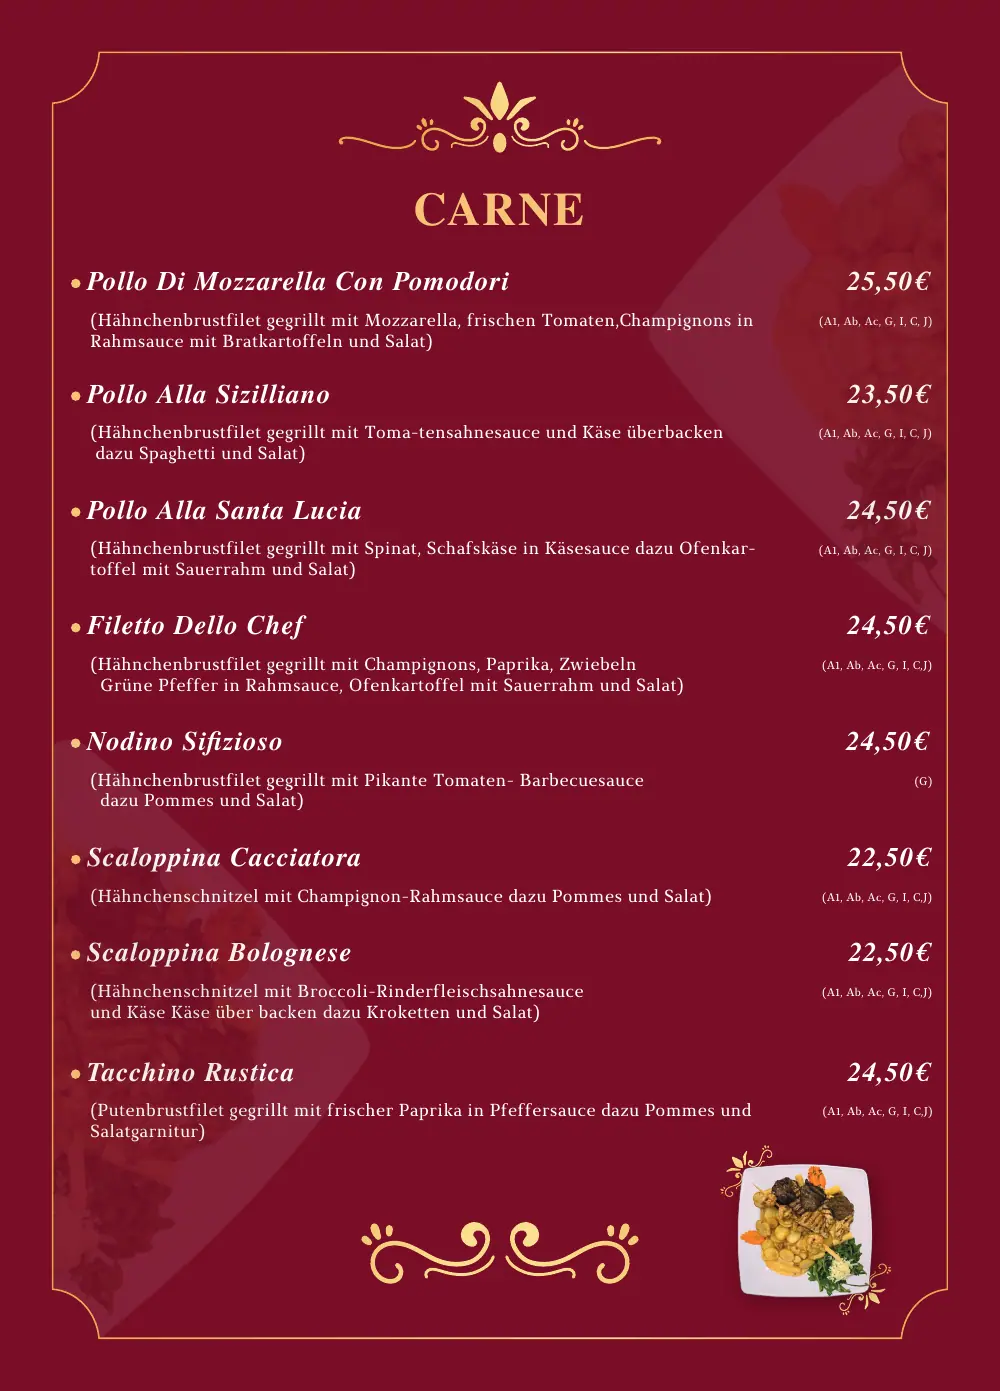 CARNE
Pollo Di Mozzarella Con Pomodori 25,50€
(Hähnchenbrustfilet gegrillt mit Mozzarella, frischen Tomaten,Champignons in (A1, Ab, Ac, G, I, C, J)
Rahmsauce mit Bratkartoffeln und Salat)
Pollo Alla Sizilliano 23,50€
(Hähnchenbrustfilet gegrillt mit Toma-tensahnesauce und Käse überbacken (A1, Ab, Ac, G, I, C, J)
dazu Spaghetti und Salat)
Pollo Alla Santa Lucia 24,50€
(Hähnchenbrustfilet gegrillt mit Spinat, Schafskäse in Käsesauce dazu Ofenkar- (A1, Ab, Ac, G, I, C, J)
toffel mit Sauerrahm und Salat)
Filetto Dello Chef 24,50€
(Hähnchenbrustfilet gegrillt mit Champignons, Paprika, Zwiebeln (A1, Ab, Ac, G, I, C,J)
Grüne Pfeffer in Rahmsauce, Ofenkartoffel mit Sauerrahm und Salat)
Nodino Sifizioso 24,50€
(Hähnchenbrustfilet gegrillt mit Pikante Tomaten- Barbecuesauce (G)
dazu Pommes und Salat)
Scaloppina Cacciatora 22,50€
(Hähnchenschnitzel mit Champignon-Rahmsauce dazu Pommes und Salat) (A1, Ab, Ac, G, I, C,J)
Scaloppina Bolognese 22,50€
(Hähnchenschnitzel mit Broccoli-Rinderfleischsahnesauce (A1, Ab, Ac, G, I, C,J)
und Käse Käse über backen dazu Kroketten und Salat)
Tacchino Rustica 24,50€
(Putenbrustfilet gegrillt mit frischer Paprika in Pfeffersauce dazu Pommes und (A1, Ab, Ac, G, I, C,J)
Salatgarnitur)